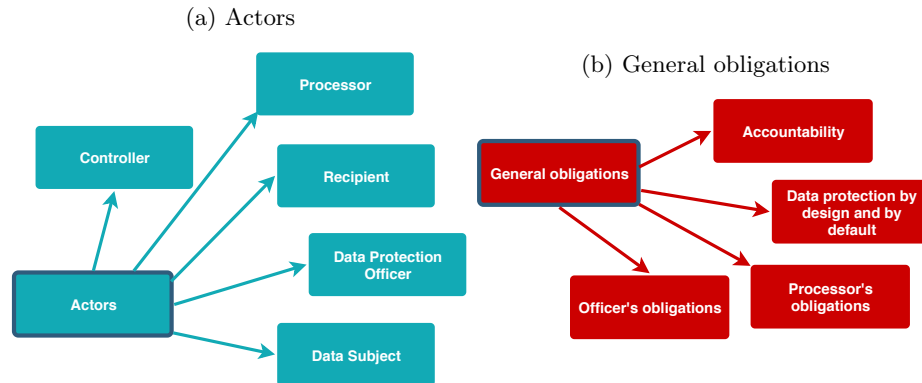 (a) Actors
Processor
Controller
Recipient
Data Protection
Officer
Actors
Data Subject
(b) General obligations
Accountability
General obligations
Data protection by
design and by
default
Processor's
obligations
Officer's obligations